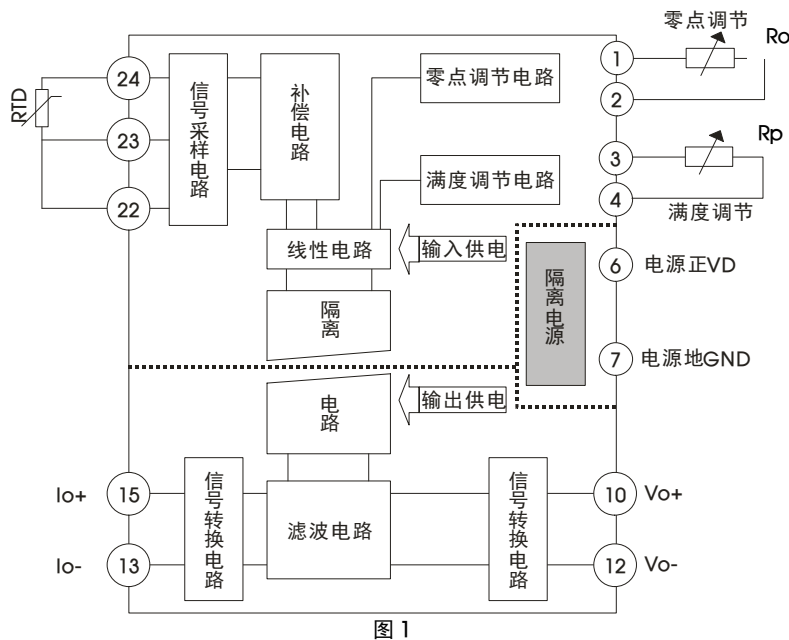 零点调节
Ro
1
2
24
23
22
RTD
信号采样电路
补偿电路
零点调节电路
满度调节电路
3
4
Rp
满度调节
线性电路
输入供电
隔离
隔离电源
6
电源正VD
7
电源地GND
电路
输出供电
Io+
15
信号转换电路
滤波电路
信号转换电路
10
Vo+
Io-
13
12
Vo-
图1